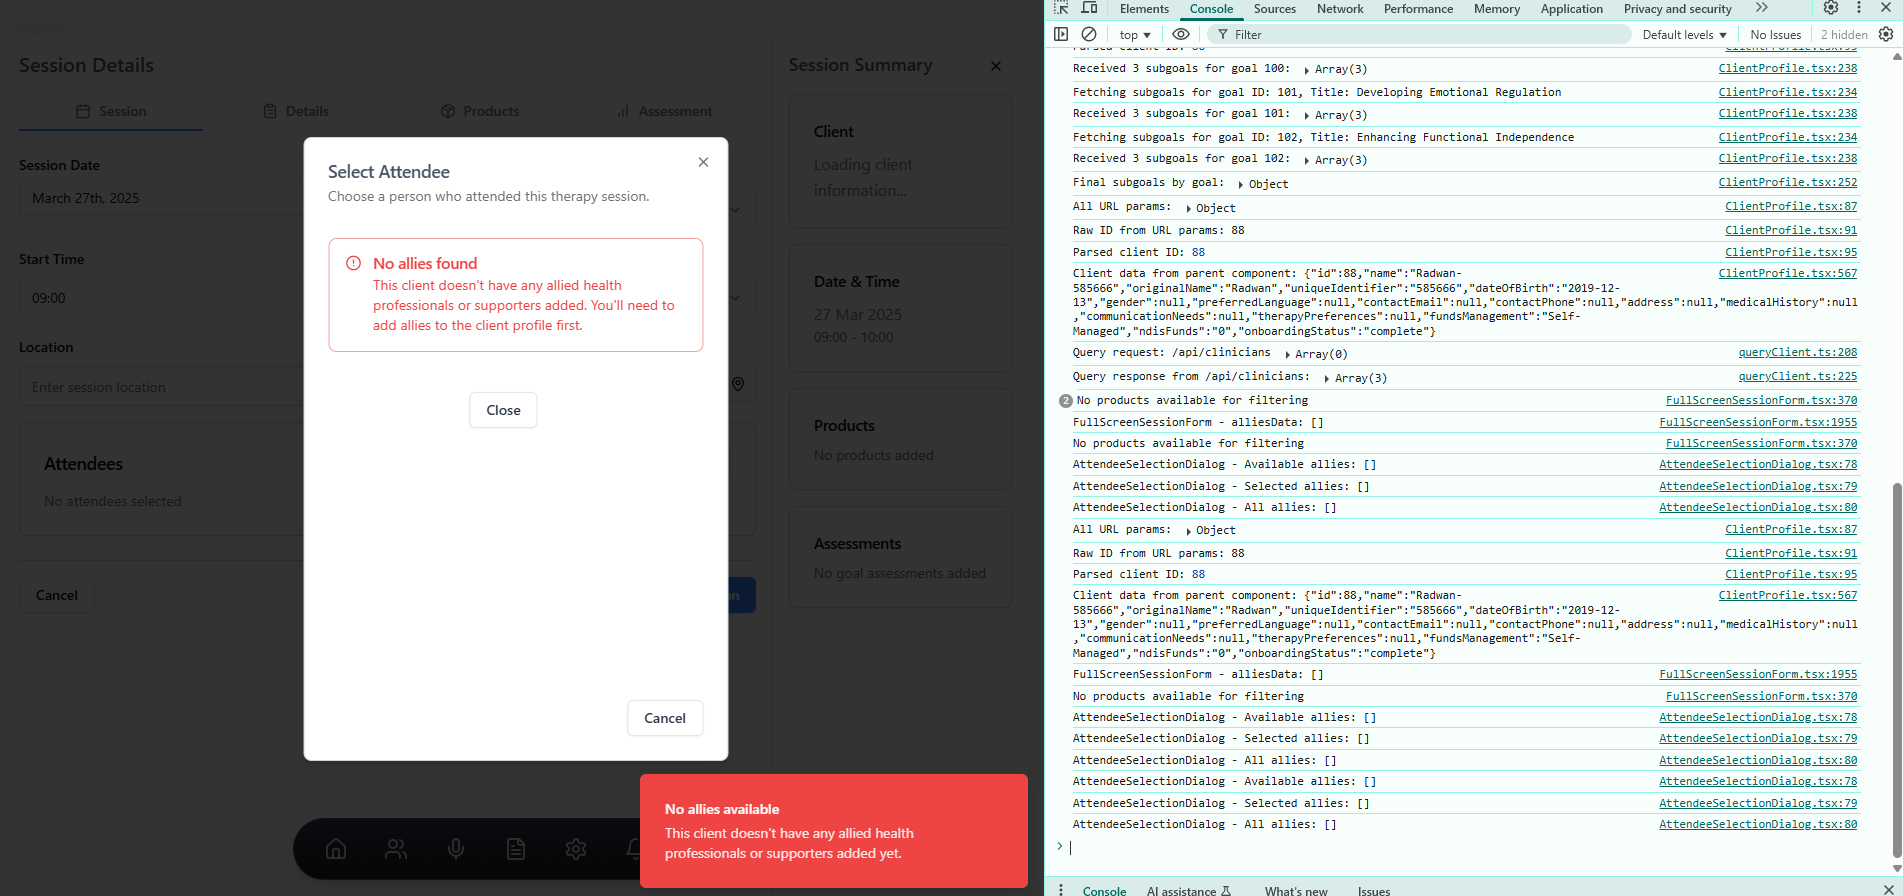 Session Details
Session
Details
Products
Assessment
Session Date
March 27th, 2025
Start Time
09:00
Location
Enter session location
Attendees
No attendees selected
Cancel
on
Session Summary
Client
Loading client
information...
Date & Time
27 Mar 2025
09:00 - 10:00
Products
No products added
Assessments
No goal assessments added
Select Attendee
Choose a person who attended this therapy session.
No allies found
This client doesn't have any allied health
professionals or supporters added. You'll need to
add allies to the client profile first.
Close
Cancel
No allies available
This client doesn't have any allied health
professionals or supporters added yet.
Elements Console Sources Network Performance Memory Application Privacy and security
top Filter Default levels No Issues 2 hidden
Parsed client ID: 88 ClientProfile.tsx:95
Received 3 subgoals for goal 100: Array(3) ClientProfile.tsx:238
Fetching subgoals for goal ID: 101, Title: Developing Emotional Regulation ClientProfile.tsx:234
Received 3 subgoals for goal 101: Array(3) ClientProfile.tsx:238
Fetching subgoals for goal ID: 102, Title: Enhancing Functional Independence ClientProfile.tsx:234
Received 3 subgoals for goal 102: Array(3) ClientProfile.tsx:238
Final subgoals by goal: Object ClientProfile.tsx:252
All URL params: Object ClientProfile.tsx:87
Raw ID from URL params: 88 ClientProfile.tsx:91
Parsed client ID: 88 ClientProfile.tsx:95
Client data from parent component: {"id":88,"name":"Radwan- ClientProfile.tsx:567
585666","originalName":"Radwan","uniqueIdentifier":"585666","dateOfBirth":"2019-12-
13","gender":null,"preferredLanguage":null,"contactEmail":null,"contactPhone":null,"address":null,"medicalHistory":null
,"communicationNeeds":null,"therapyPreferences":null,"fundsManagement":"Self-
Managed","ndisFunds":"0","onboardingStatus":"complete"}
Query request: /api/clinicians Array(0) queryClient.ts:208
Query response from /api/clinicians: Array(3) queryClient.ts:225
2 No products available for filtering FullScreenSessionForm.tsx:370
FullScreenSessionForm - alliesData: [] FullScreenSessionForm.tsx:1955
No products available for filtering FullScreenSessionForm.tsx:370
AttendeeSelectionDialog - Available allies: [] AttendeeSelectionDialog.tsx:78
AttendeeSelectionDialog - Selected allies: [] AttendeeSelectionDialog.tsx:79
AttendeeSelectionDialog - All allies: [] AttendeeSelectionDialog.tsx:80
All URL params: Object ClientProfile.tsx:87
Raw ID from URL params: 88 ClientProfile.tsx:91
Parsed client ID: 88 ClientProfile.tsx:95
Client data from parent component: {"id":88,"name":"Radwan- ClientProfile.tsx:567
585666","originalName":"Radwan","uniqueIdentifier":"585666","dateOfBirth":"2019-12-
13","gender":null,"preferredLanguage":null,"contactEmail":null,"contactPhone":null,"address":null,"medicalHistory":null
,"communicationNeeds":null,"therapyPreferences":null,"fundsManagement":"Self-
Managed","ndisFunds":"0","onboardingStatus":"complete"}
FullScreenSessionForm - alliesData: [] FullScreenSessionForm.tsx:1955
No products available for filtering FullScreenSessionForm.tsx:370
AttendeeSelectionDialog - Available allies: [] AttendeeSelectionDialog.tsx:78
AttendeeSelectionDialog - Selected allies: [] AttendeeSelectionDialog.tsx:79
AttendeeSelectionDialog - All allies: [] AttendeeSelectionDialog.tsx:80
AttendeeSelectionDialog - Available allies: [] AttendeeSelectionDialog.tsx:78
AttendeeSelectionDialog - Selected allies: [] AttendeeSelectionDialog.tsx:79
AttendeeSelectionDialog - All allies: [] AttendeeSelectionDialog.tsx:80
Console AI assistance What's new Issues